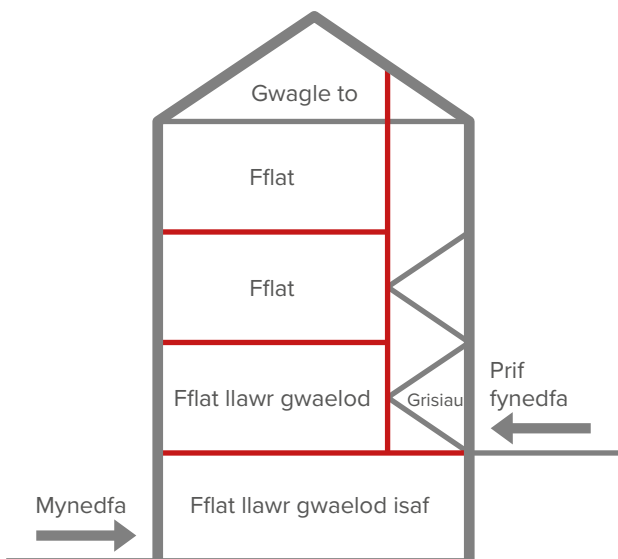 Gwagle to
Fflat
Fflat
Fflat llawr gwaelod
Grisiau
Prif
fynedfa
Mynedfa
Fflat llawr gwaelod isaf